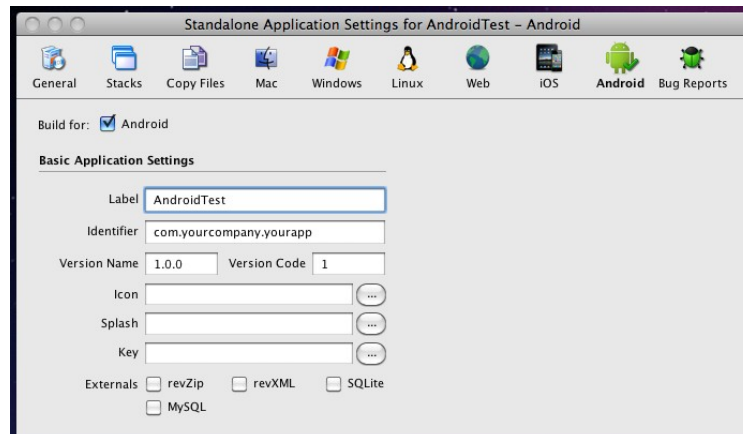 Standalone Application Settings for AndroidTest – Android
General Stacks Copy Files Mac Windows Linux Web iOS Android Bug Reports
Build for: Android
Basic Application Settings
Label AndroidTest
Identifier com.yourcompany.yourapp
Version Name 1.0.0 Version Code 1
Icon ...
Splash ...
Key ...
Externals revZip revXML SQLite
MySQL